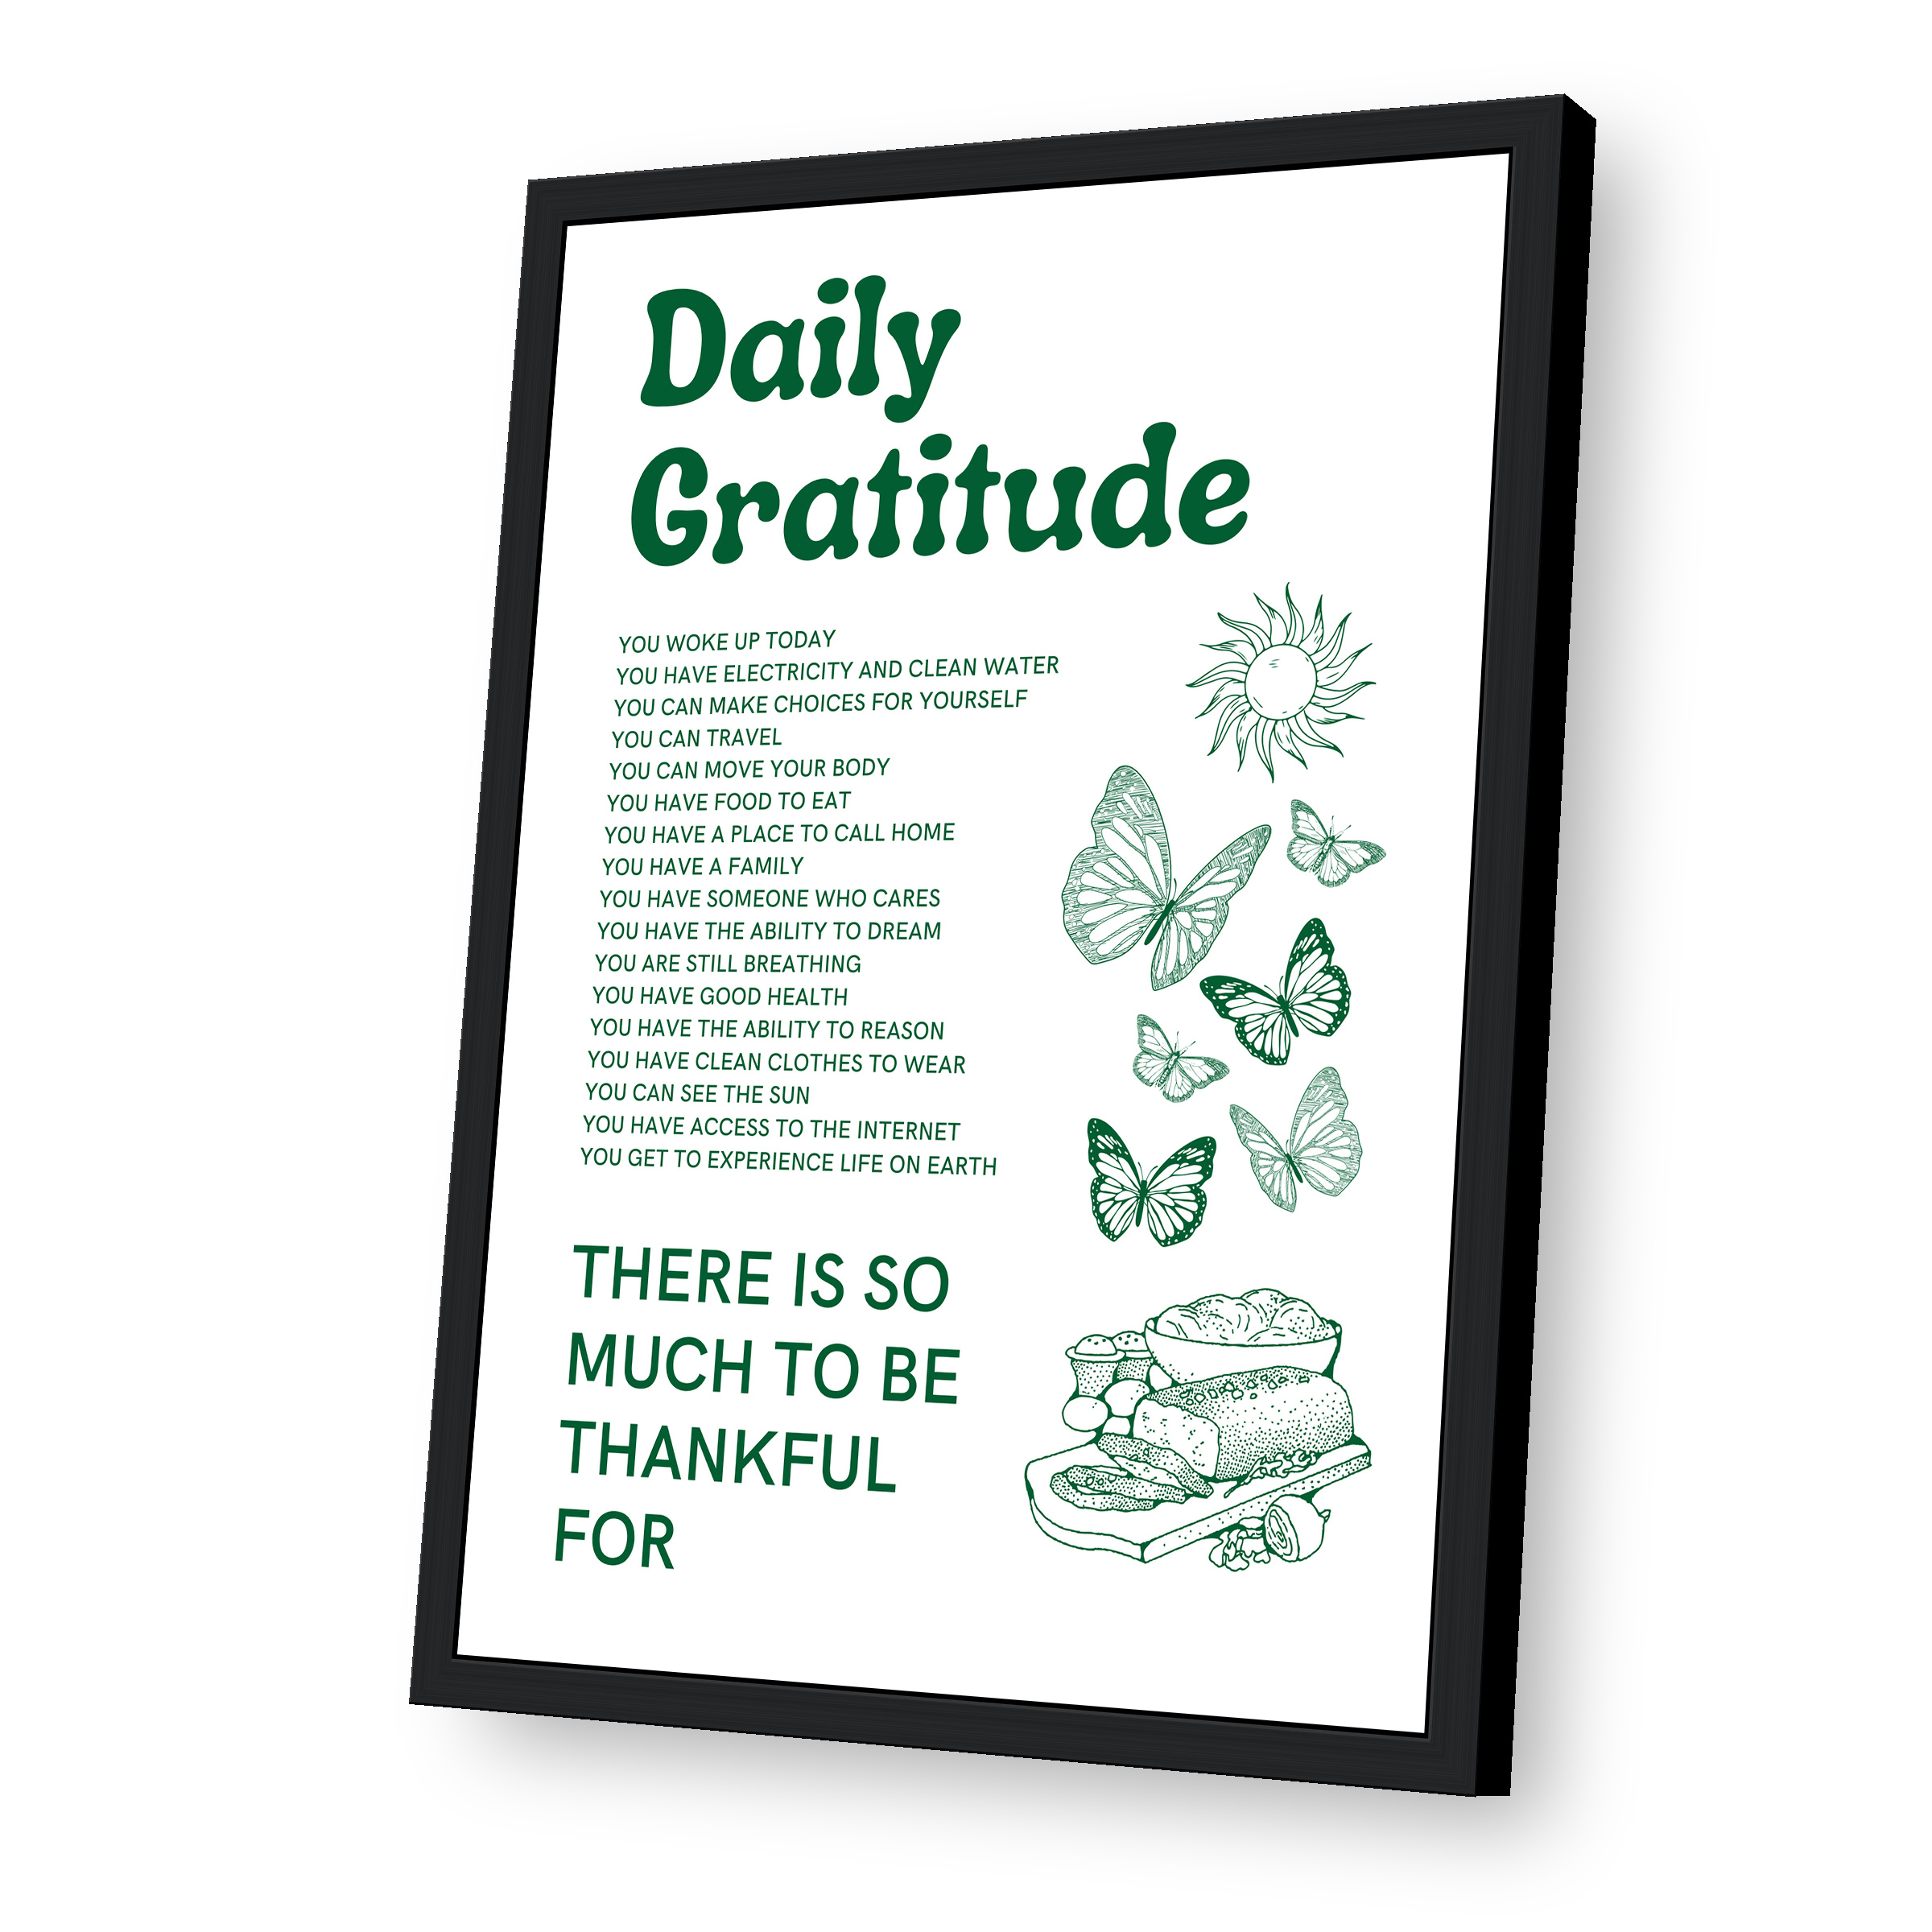 Daily
Gratitude
YOU WOKE UP TODAY
YOU HAVE ELECTRICITY AND CLEAN WATER
YOU CAN MAKE CHOICES FOR YOURSELF
YOU CAN TRAVEL
YOU CAN MOVE YOUR BODY
YOU HAVE FOOD TO EAT
YOU HAVE A PLACE TO CALL HOME
YOU HAVE A FAMILY
YOU HAVE SOMEONE WHO CARES
YOU HAVE THE ABILITY TO DREAM
YOU ARE STILL BREATHING
YOU HAVE GOOD HEALTH
YOU HAVE THE ABILITY TO REASON
YOU HAVE CLEAN CLOTHES TO WEAR
YOU CAN SEE THE SUN
YOU HAVE ACCESS TO THE INTERNET
YOU GET TO EXPERIENCE LIFE ON EARTH
THERE IS SO
MUCH TO BE
THANKFUL
FOR